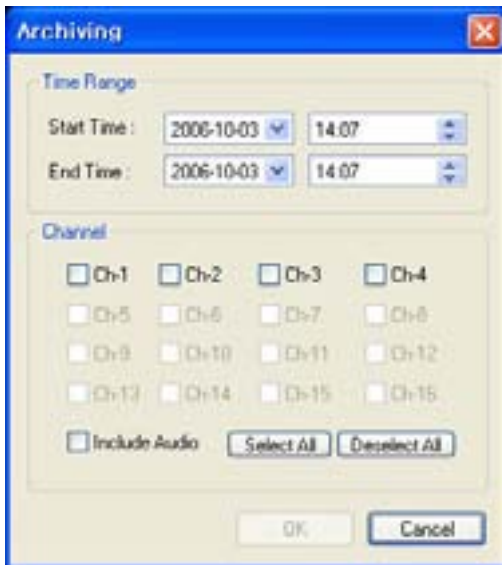 Archiving
Time Range
Start Time : 2006-10-03 14:07
End Time : 2006-10-03 14:07
Channel
Ch-1 Ch-2 Ch-3 Ch-4
Ch-5 Ch-6 Ch-7 Ch-8
Ch-9 Ch-10 Ch-11 Ch-12
Ch-13 Ch-14 Ch-15 Ch-16
Include Audio Select All Deselect All
OK Cancel